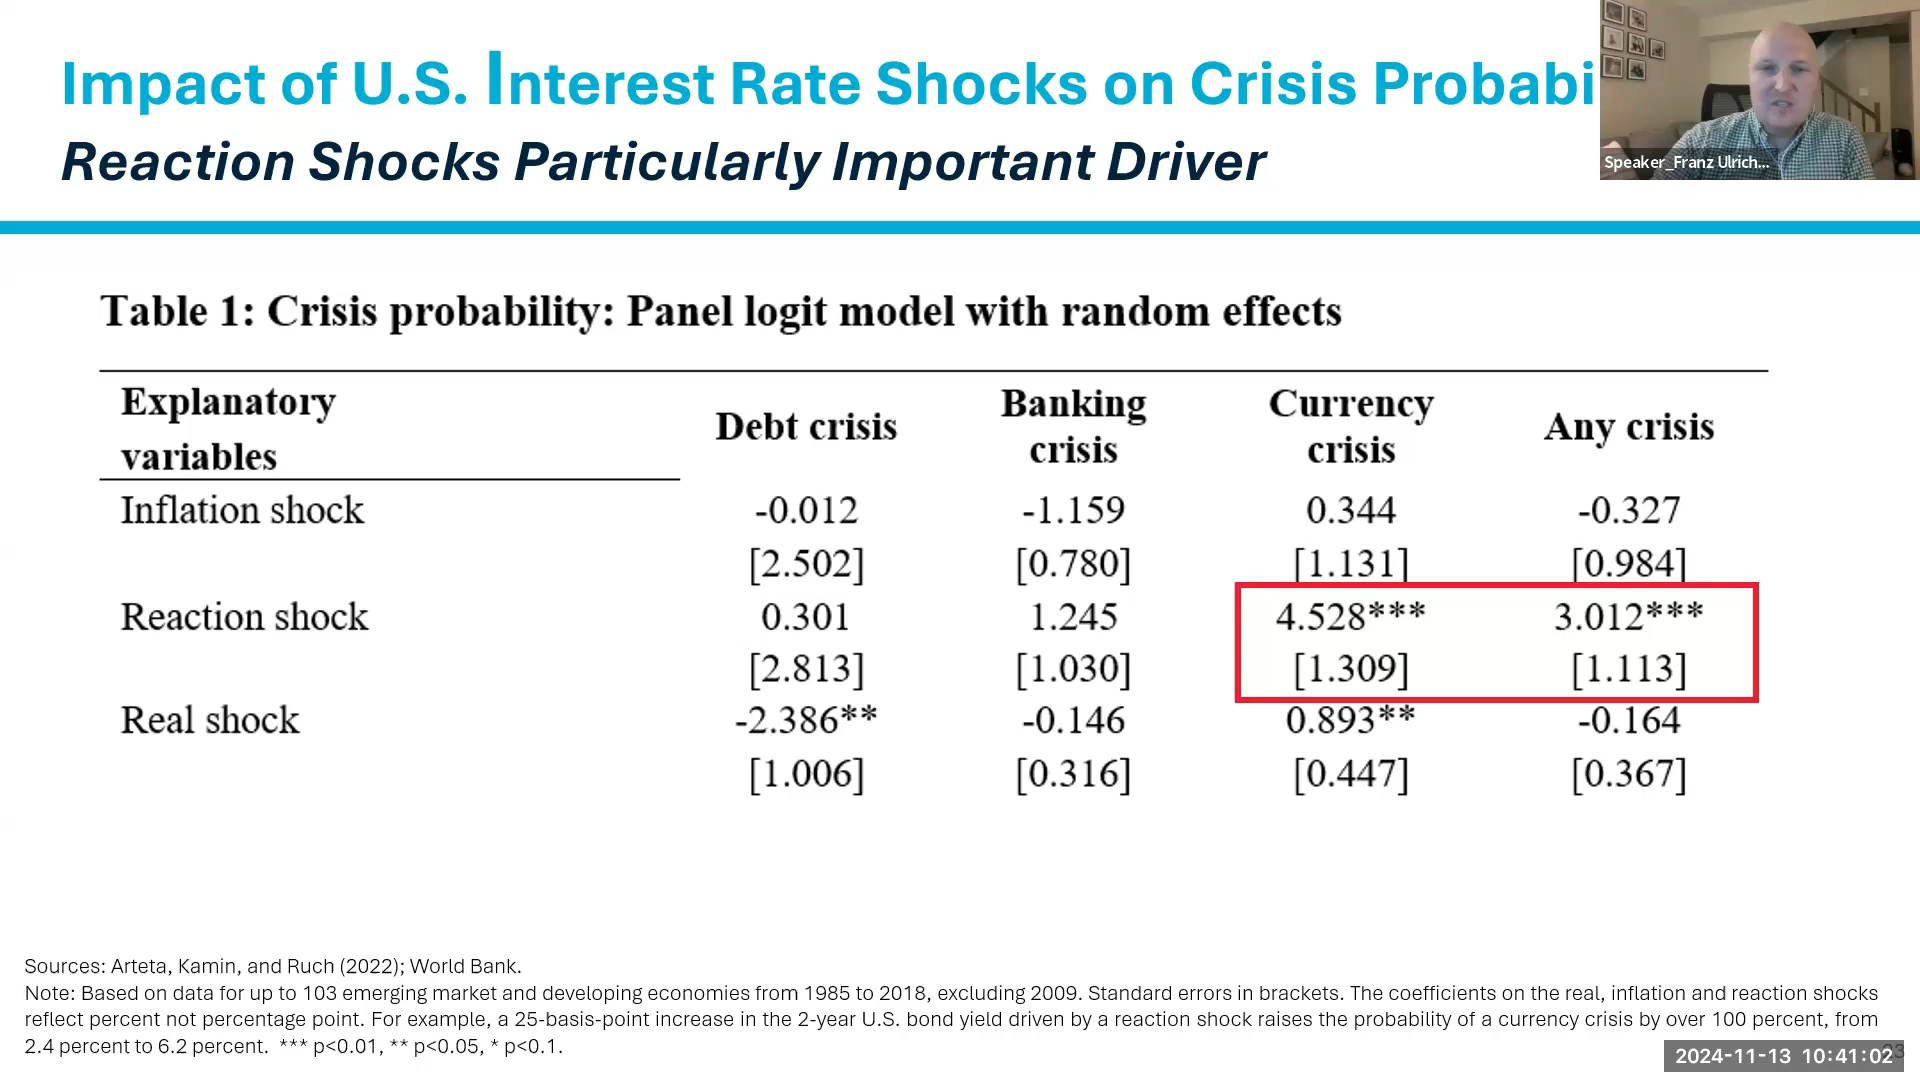 Impact of U.S. Interest Rate Shocks on Crisis Probabi
Reaction Shocks Particularly Important Driver
Speaker_Franz Ulrich...
Table 1: Crisis probability: Panel logit model with random effects
Explanatory variables Debt crisis Banking crisis Currency crisis Any crisis
Inflation shock -0.012 -1.159 0.344 -0.327
[2.502] [0.780] [1.131] [0.984]
Reaction shock 0.301 1.245 4.528*** 3.012***
[2.813] [1.030] [1.309] [1.113]
Real shock -2.386** -0.146 0.893** -0.164
[1.006] [0.316] [0.447] [0.367]
Sources: Arteta, Kamin, and Ruch (2022); World Bank.
Note: Based on data for up to 103 emerging market and developing economies from 1985 to 2018, excluding 2009. Standard errors in brackets. The coefficients on the real, inflation and reaction shocks
reflect percent not percentage point. For example, a 25-basis-point increase in the 2-year U.S. bond yield driven by a reaction shock raises the probability of a currency crisis by over 100 percent, from
2.4 percent to 6.2 percent. *** p<0.01, ** p<0.05, * p<0.1.
2024-11-13 10:41:02